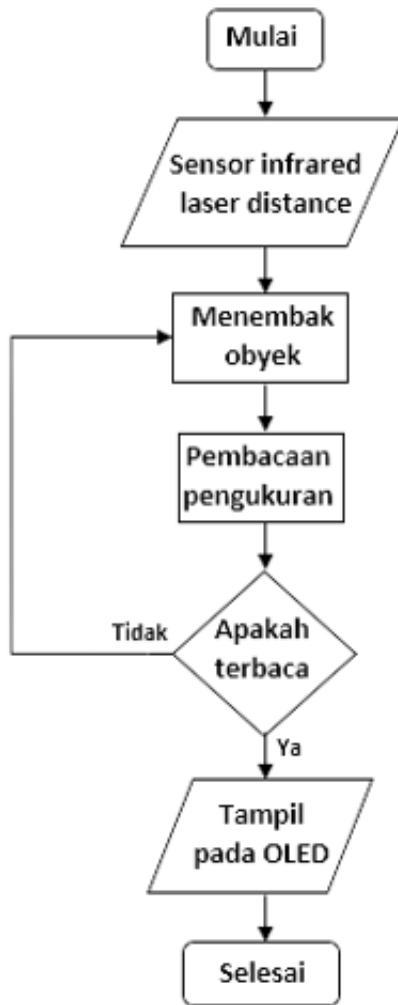 Mulai
Sensor infrared
laser distance
Menembak
obyek
Pembacaan
pengukuran
Tidak
Apakah
terbaca
Ya
Tampil
pada OLED
Selesai